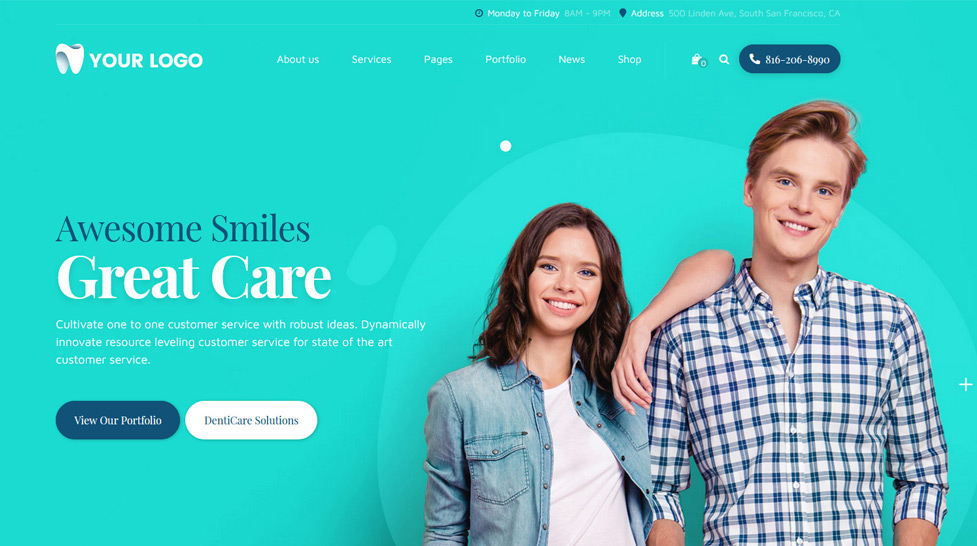 Monday to Friday 8AM – 9PM Address 500 Linden Ave, South San Francisco, CA
YOUR LOGO
About us Services Pages Portfolio News Shop 0 816-206-8990
Awesome Smiles
Great Care
Cultivate one to one customer service with robust ideas. Dynamically
innovate resource leveling customer service for state of the art
customer service.
View Our Portfolio DentiCare Solutions